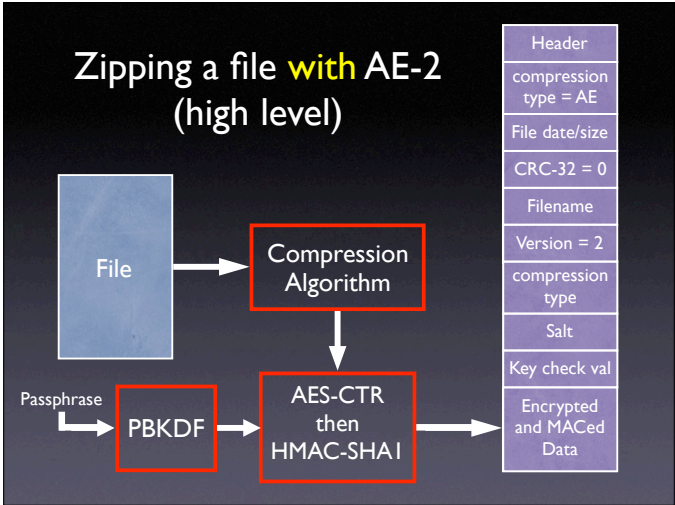 Zipping a file with AE-2
(high level)
File
Compression
Algorithm
Passphrase
PBKDF
AES-CTR
then
HMAC-SHA1
Header
compression
type = AE
File date/size
CRC-32 = 0
Filename
Version = 2
compression
type
Salt
Key check val
Encrypted
and MACed
Data